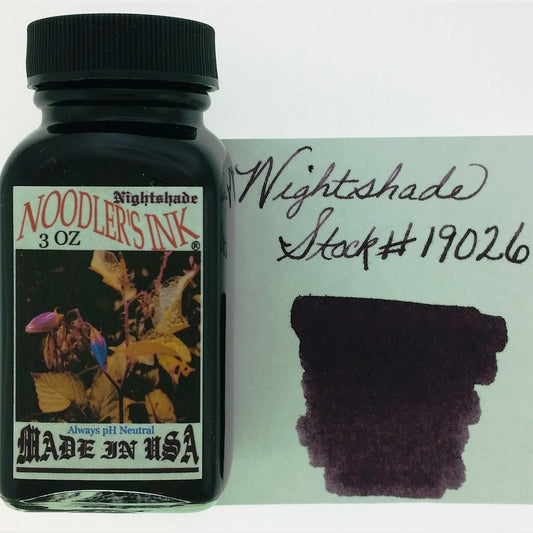 Nightshade
NOODLER'S INK ®
3 OZ
Always pH Neutral
MADE IN USA
Nightshade
Stock# 19026